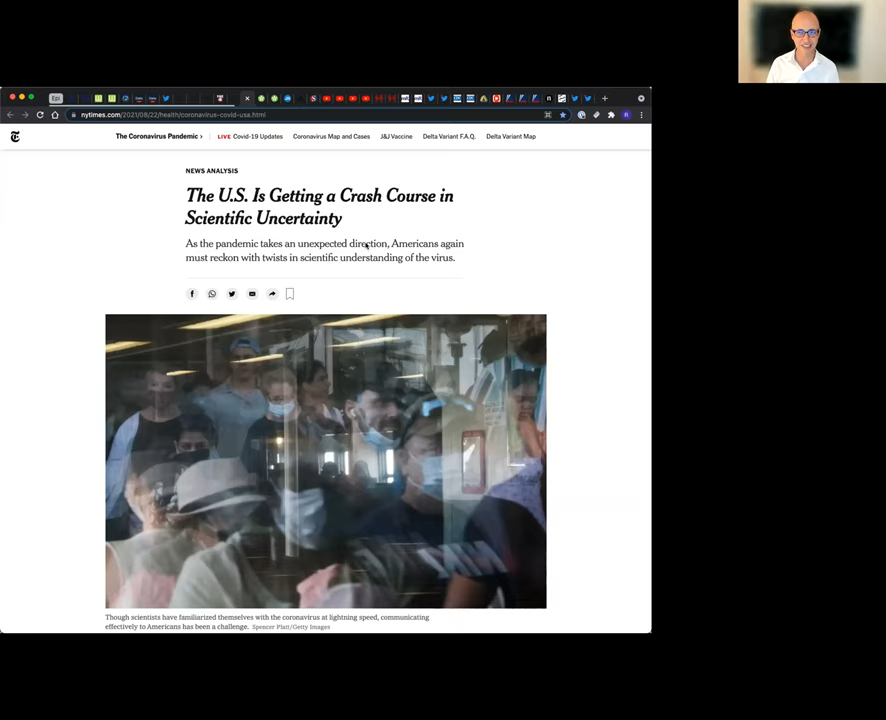 Epi
nytimes.com/2021/08/22/health/coronavirus-covid-usa.html
The Coronavirus Pandemic › LIVE Covid-19 Updates Coronavirus Map and Cases J&J Vaccine Delta Variant F.A.Q. Delta Variant Map
NEWS ANALYSIS
The U.S. Is Getting a Crash Course in
Scientific Uncertainty
As the pandemic takes an unexpected direction, Americans again
must reckon with twists in scientific understanding of the virus.
Though scientists have familiarized themselves with the coronavirus at lightning speed, communicating
effectively to Americans has been a challenge. Spencer Platt/Getty Images